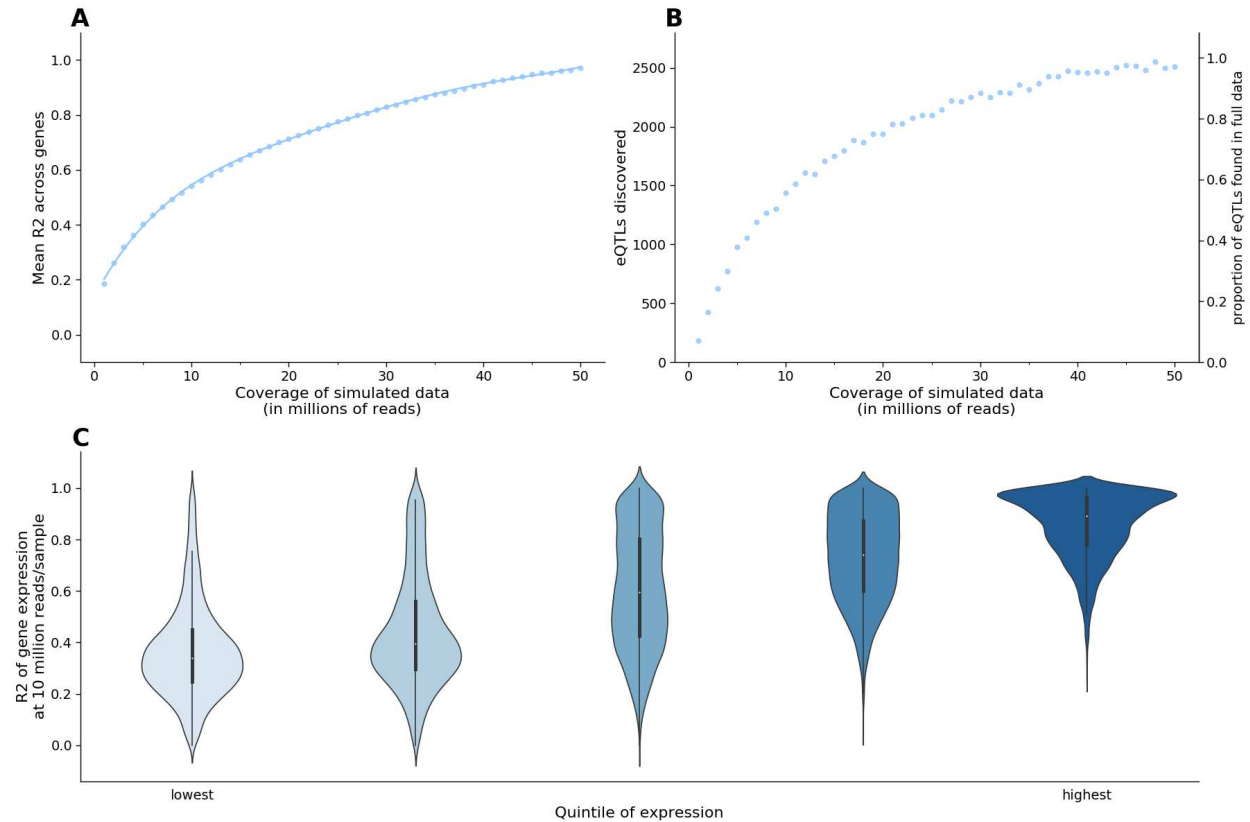 A
1.0
0.8
0.6
0.4
0.2
0.0
Mean R2 across genes
0 10 20 30 40 50
Coverage of simulated data
(in millions of reads)
B
2500
2000
1500
1000
500
0
eQTLs discovered
1.0
0.8
0.6
0.4
0.2
0.0
proportion of eQTLs found in full data
0 10 20 30 40 50
Coverage of simulated data
(in millions of reads)
C
1.0
0.8
0.6
0.4
0.2
0.0
R2 of gene expression
at 10 million reads/sample
lowest highest
Quintile of expression